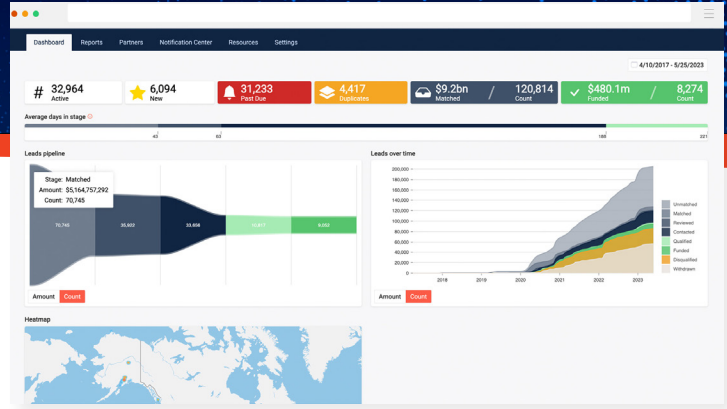 Dashboard Reports Partners Notification Center Resources Settings
4/10/2017 - 5/25/2023
# 32,964 Active
6,094 New
31,233 Past Due
4,417 Duplicates
$9.2bn Matched / 120,814 Count
$480.1m Funded / 8,274 Count
Average days in stage
43 63 188 221
Leads pipeline
Stage: Matched
Amount: $5,164,757,292
Count: 70,745
70,745 35,902 33,856 9,052
Amount Count
Leads over time
200,000
180,000
160,000
140,000
120,000
100,000
80,000
60,000
40,000
20,000
0
2018 2019 2020 2021 2022 2023
Unmatched
Matched
Reviewed
Contacted
Qualified
Funded
Disqualified
Withdrawn
Amount Count
Heatmap